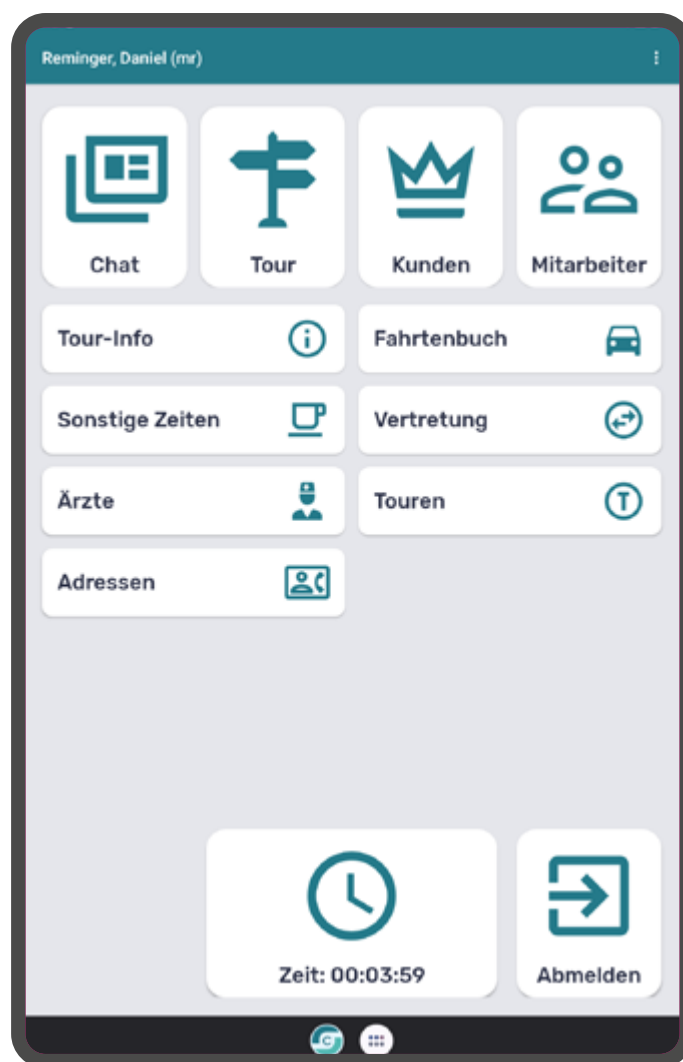 Reminger, Daniel (mr)
Chat Tour Kunden Mitarbeiter
Tour-Info Fahrtenbuch
Sonstige Zeiten Vertretung
Ärzte Touren
T
Adressen
Zeit: 00:03:59 Abmelden